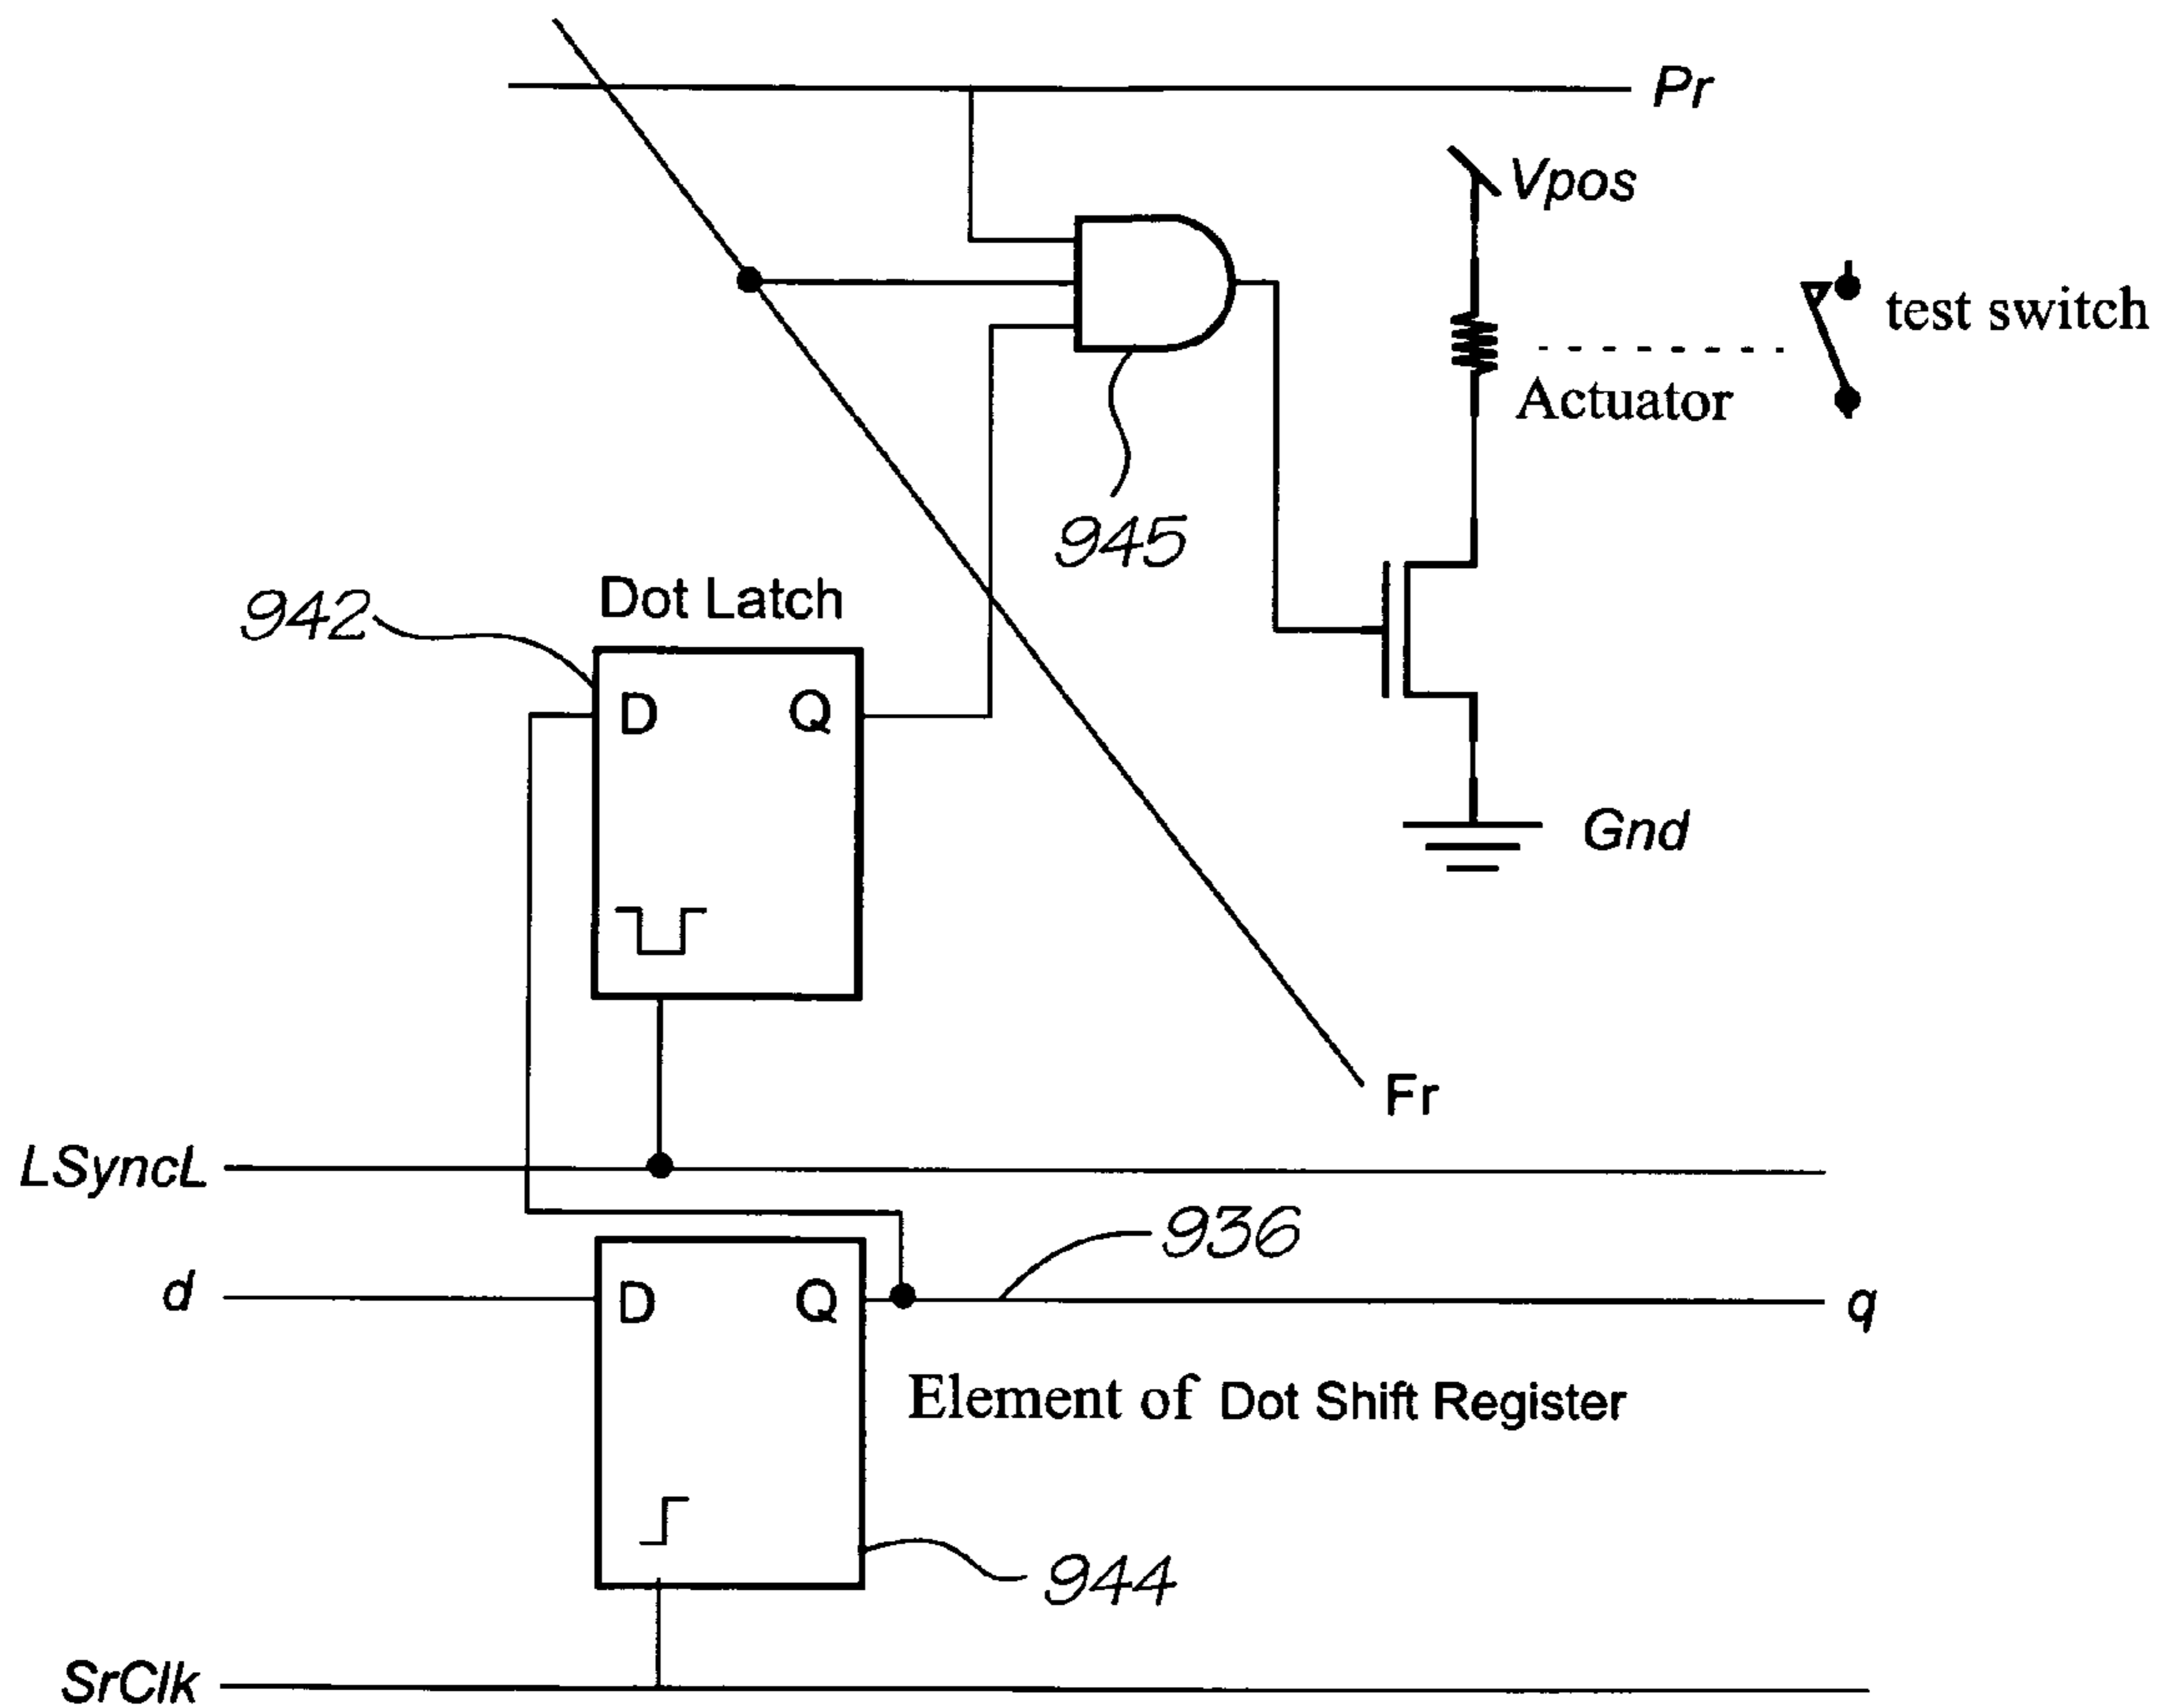 Pr
Vpos
test switch
Actuator
945
942
Dot Latch
D Q
Gnd
Fr
LSyncL
936
d
D Q
q
Element of Dot Shift Register
944
SrClk